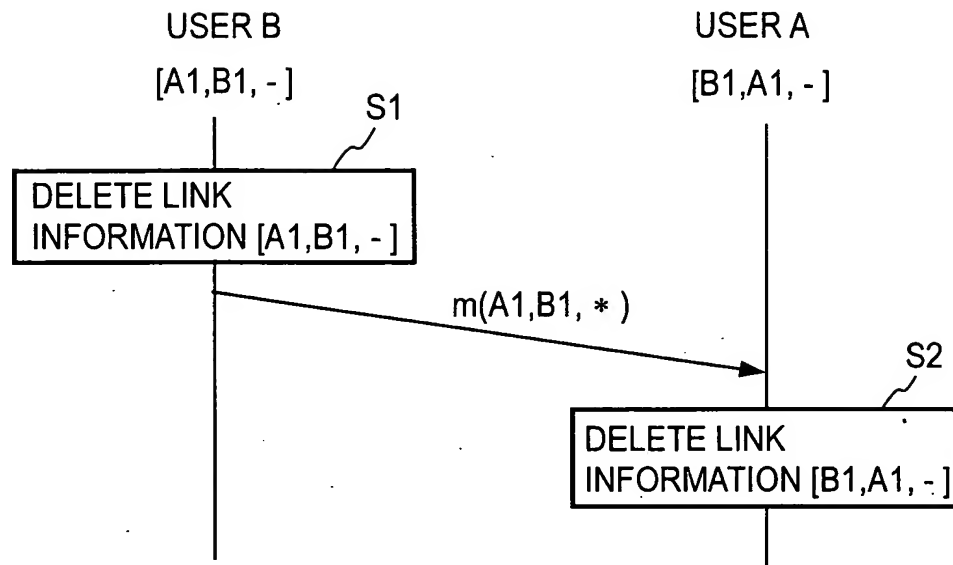 USER B
USER A
[A1,B1, - ]
[B1,A1, - ]
S1
DELETE LINK
INFORMATION [A1,B1, - ]
m(A1,B1, * )
S2
DELETE LINK
INFORMATION [B1,A1, - ]